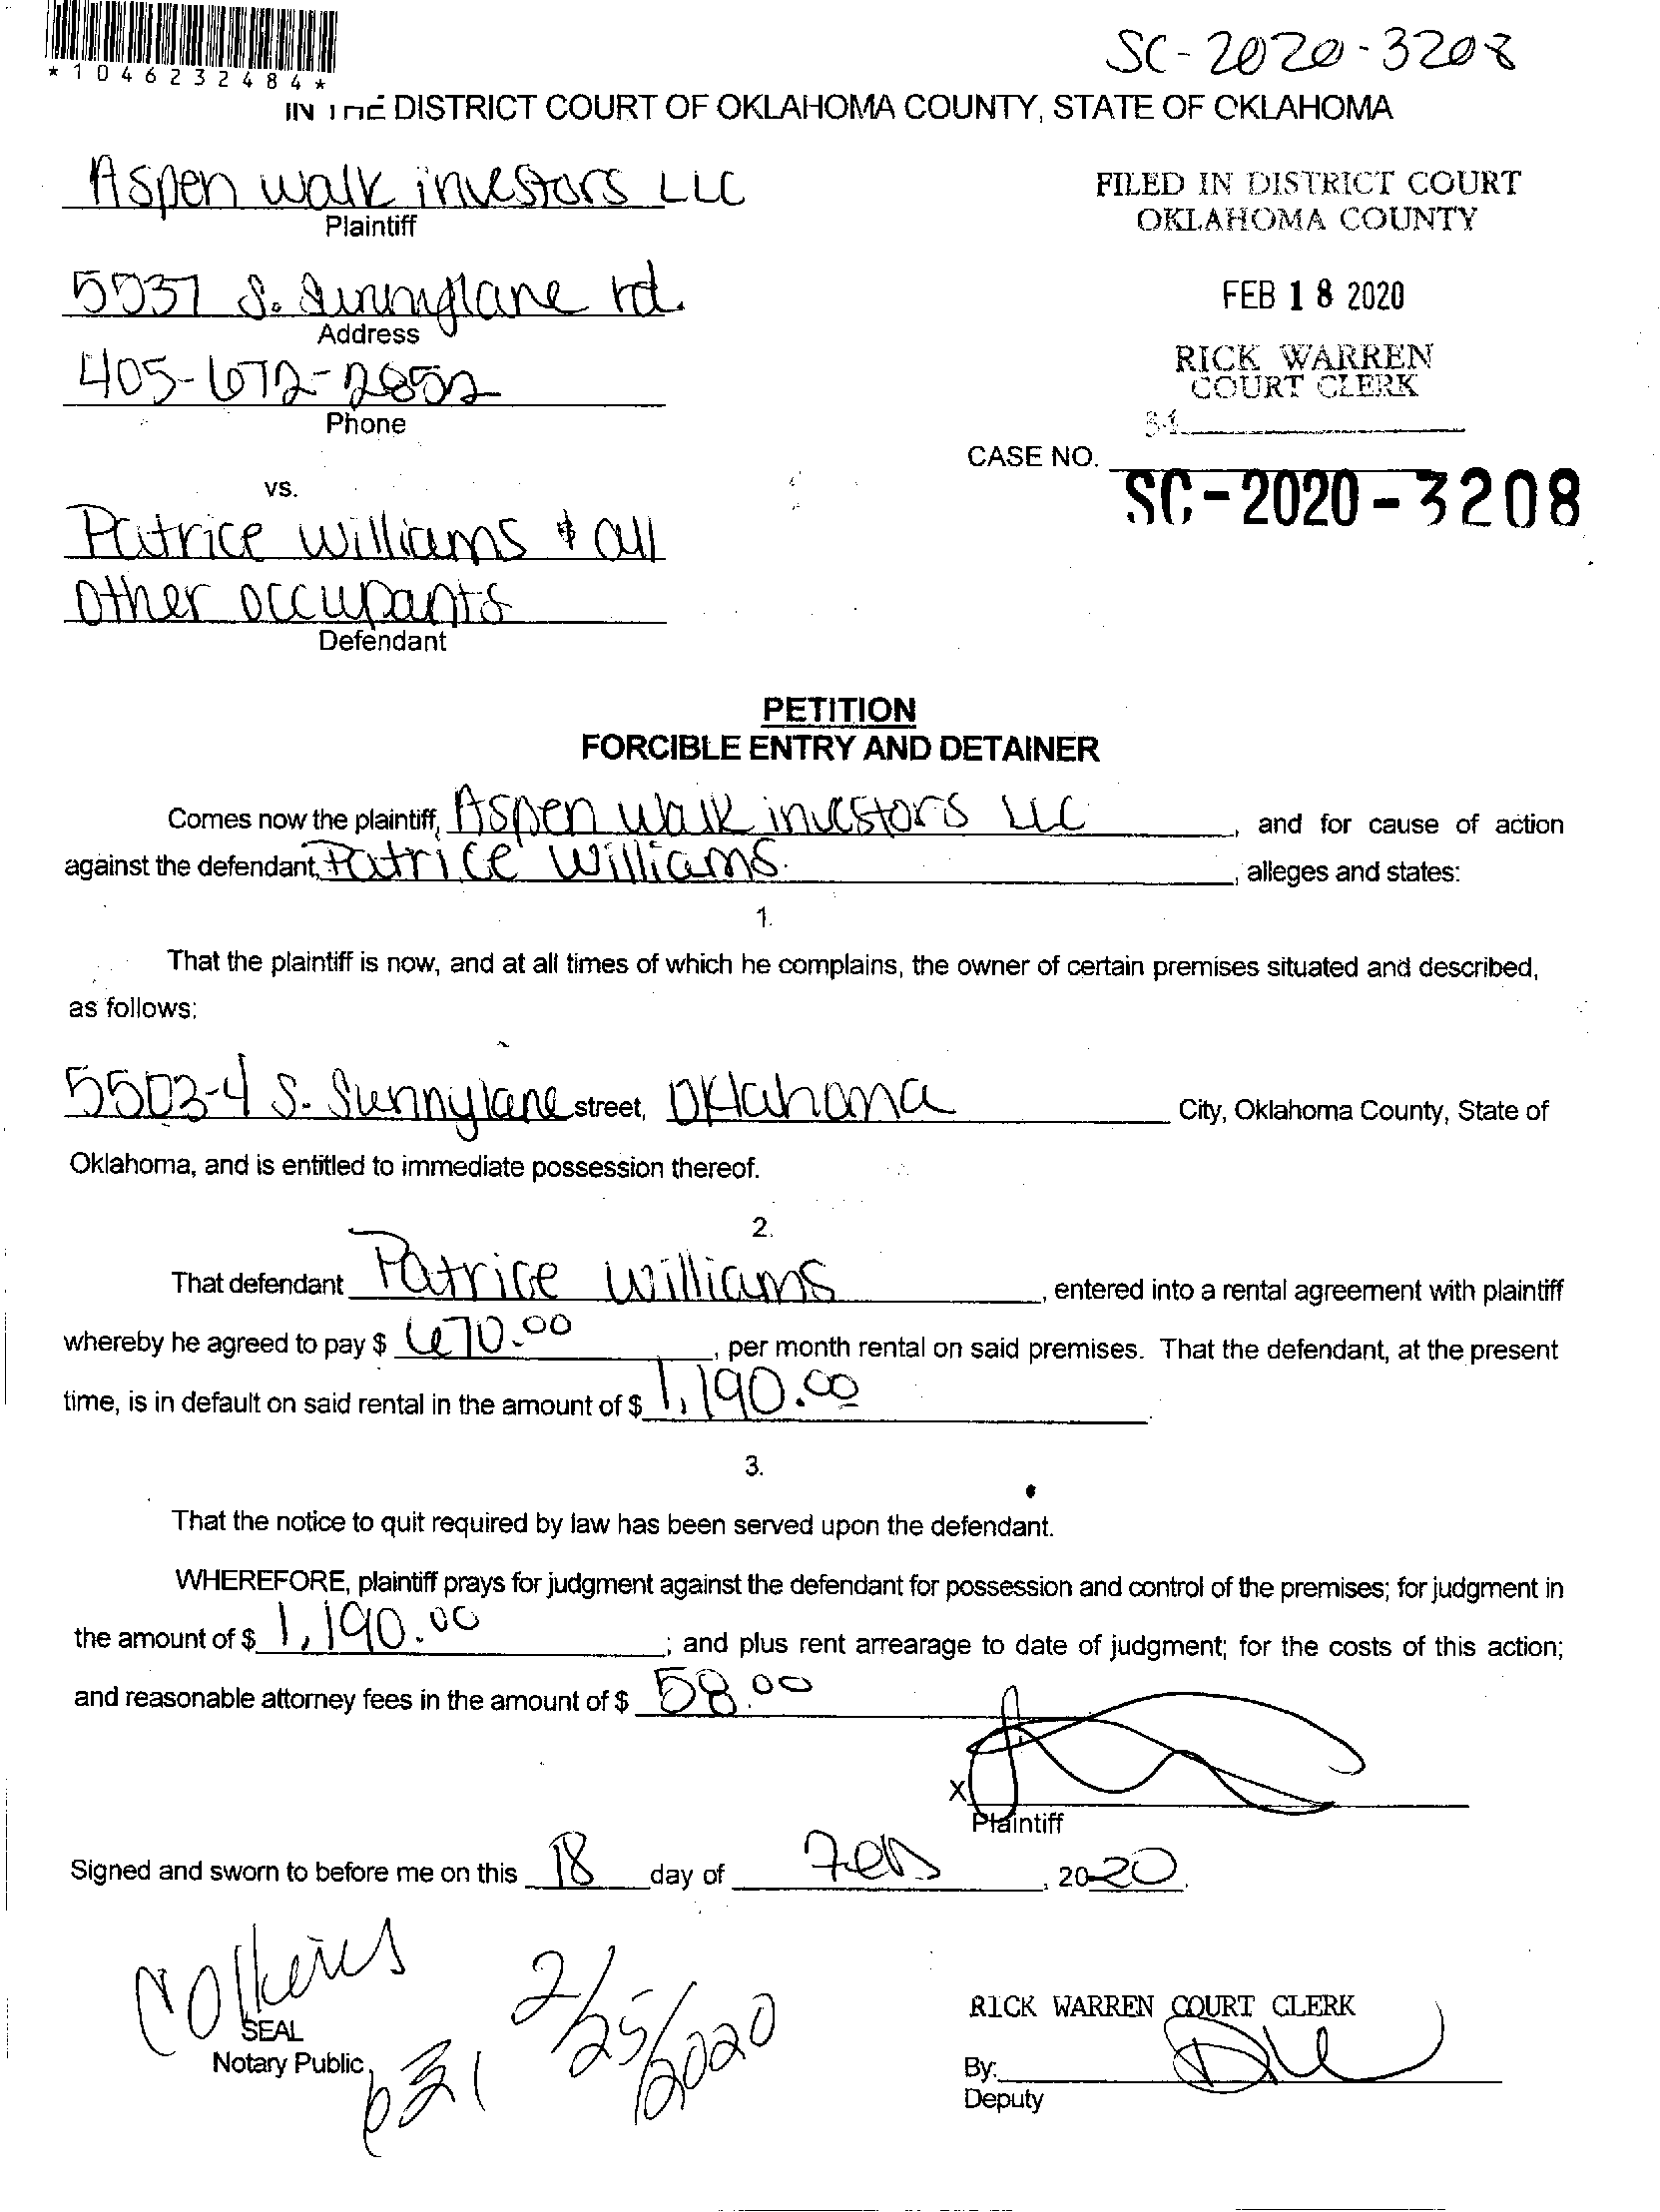 *1046232484*
SC-2020-3208
IN THE DISTRICT COURT OF OKLAHOMA COUNTY, STATE OF OKLAHOMA
Aspen walk investors LLC
Plaintiff
FILED IN DISTRICT COURT
OKLAHOMA COUNTY
5537 S. Sunnylane rd.
Address
FEB 18 2020
405-672-2852
Phone
RICK WARREN
COURT CLERK
34
CASE NO.
SC-2020-3208
vs.
Patrice Williams & all
other occupants
Defendant
PETITION
FORCIBLE ENTRY AND DETAINER
Comes now the plaintiff, Aspen walk investors LLC, and for cause of action
against the defendant, Patrice Williams, alleges and states:
1.
That the plaintiff is now, and at all times of which he complains, the owner of certain premises situated and described,
as follows:
5503-4 S. Sunnylane street, Oklahoma City, Oklahoma County, State of
Oklahoma, and is entitled to immediate possession thereof.
2.
That defendant Patrice Williams, entered into a rental agreement with plaintiff
whereby he agreed to pay $ 670.00, per month rental on said premises. That the defendant, at the present
time, is in default on said rental in the amount of $ 1,190.00.
3.
That the notice to quit required by law has been served upon the defendant.
WHEREFORE, plaintiff prays for judgment against the defendant for possession and control of the premises; for judgment in
the amount of $ 1,190.00; and plus rent arrearage to date of judgment; for the costs of this action;
and reasonable attorney fees in the amount of $ 58.00
X
Plaintiff
Signed and sworn to before me on this 18 day of Feb, 2020.
2/25/2020
SEAL
Notary Public
RICK WARREN COURT CLERK
By:
Deputy